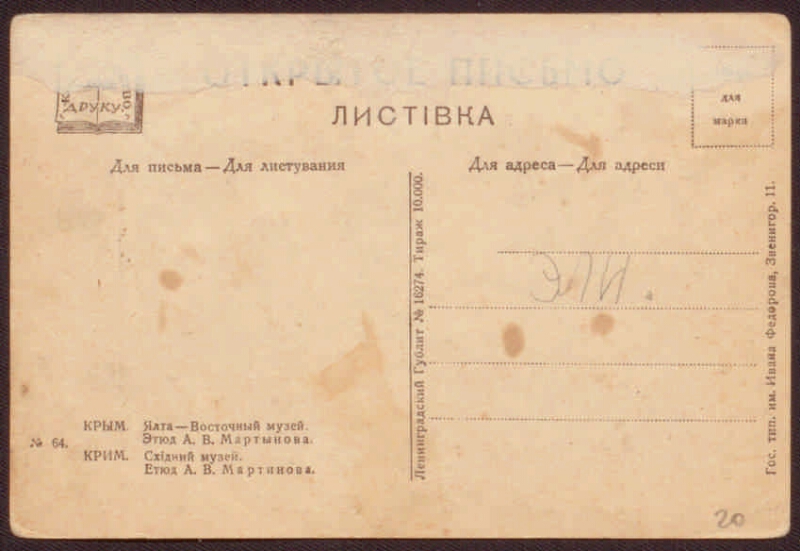 ОТКРЫТОЕ ПИСЬМО
ЛИСТІВКА
ДРУКУ
для
марки
Для письма — Для листування
Для адреса — Для адреси
Ленинградский Гублит № 16274. Тираж 10.000.
Гос. тип. им. Ивана Федорова, Звенигор. 11.
№ 64.
КРЫМ. Ялта — Восточный музей.
Этюд А. В. Мартынова.
КРИМ. Східний музей.
Етюд А. В. Мартинова.
20